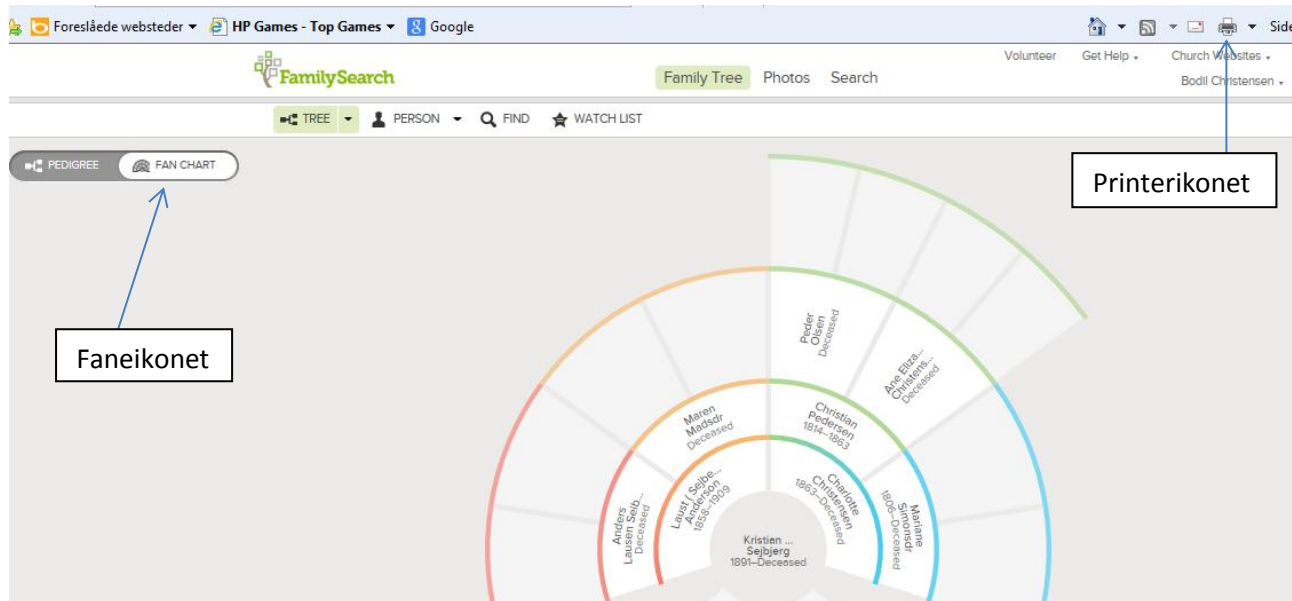 Foreslåede websteder HP Games - Top Games Google Side
FamilySearch
Family Tree Photos Search
Volunteer Get Help Church Websites
Bodil Christensen
TREE PERSON FIND WATCH LIST
PEDIGREE FAN CHART
Printerikonet
Faneikonet
Peder
Olsen
Deceased
Ane Eliza...
Christens...
Deceased
Maren
Madsdr
Deceased
Christian
Pedersen
1814–1863
Anders
Lausen Sejb...
Deceased
Laust ( Sejbe...
Anderson
1858–1909
Charlotte
Christensen
1863–Deceased
Mariane
Simonsdr
1806–Deceased
Kristien ...
Sejbjerg
1891–Deceased